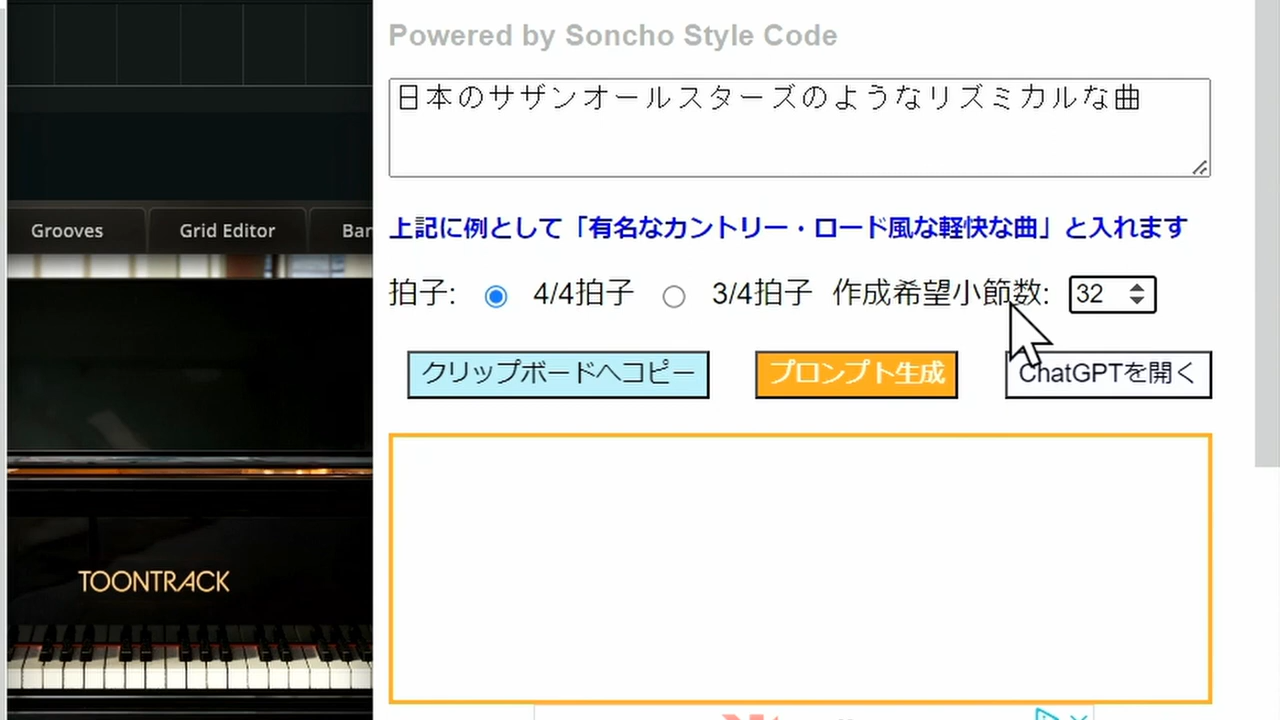 Powered by Soncho Style Code
日本のサザンオールスターズのようなリズミカルな曲
Grooves
Grid Editor
上記に例として「有名なカントリー・ロード風な軽快な曲」と入れます
拍子:
4/4拍子
3/4拍子
作成希望小節数:
32
クリップボードへコピー
プロンプト生成
ChatGPTを開く
TOONTRACK